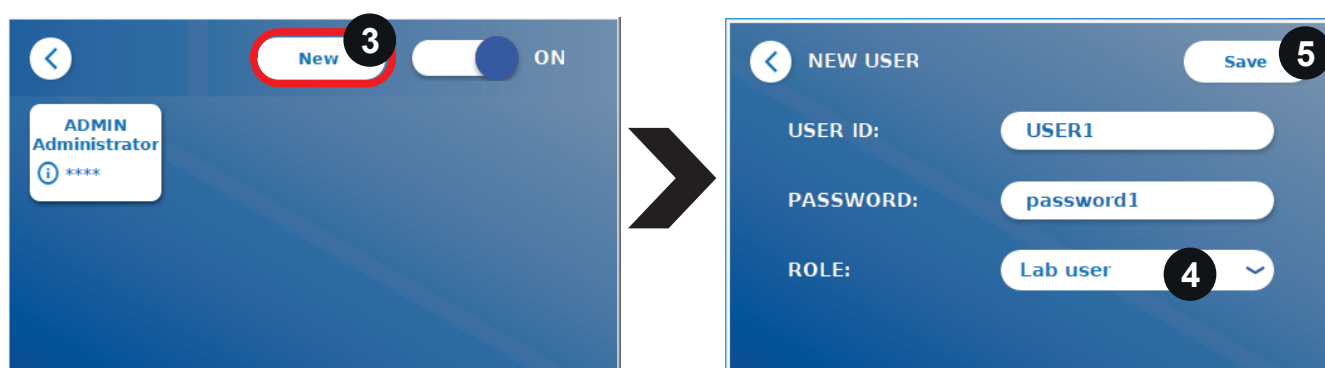 New
3
ON
ADMIN
Administrator
i ****
NEW USER
Save
5
USER ID:
USER1
PASSWORD:
password1
ROLE:
Lab user
4